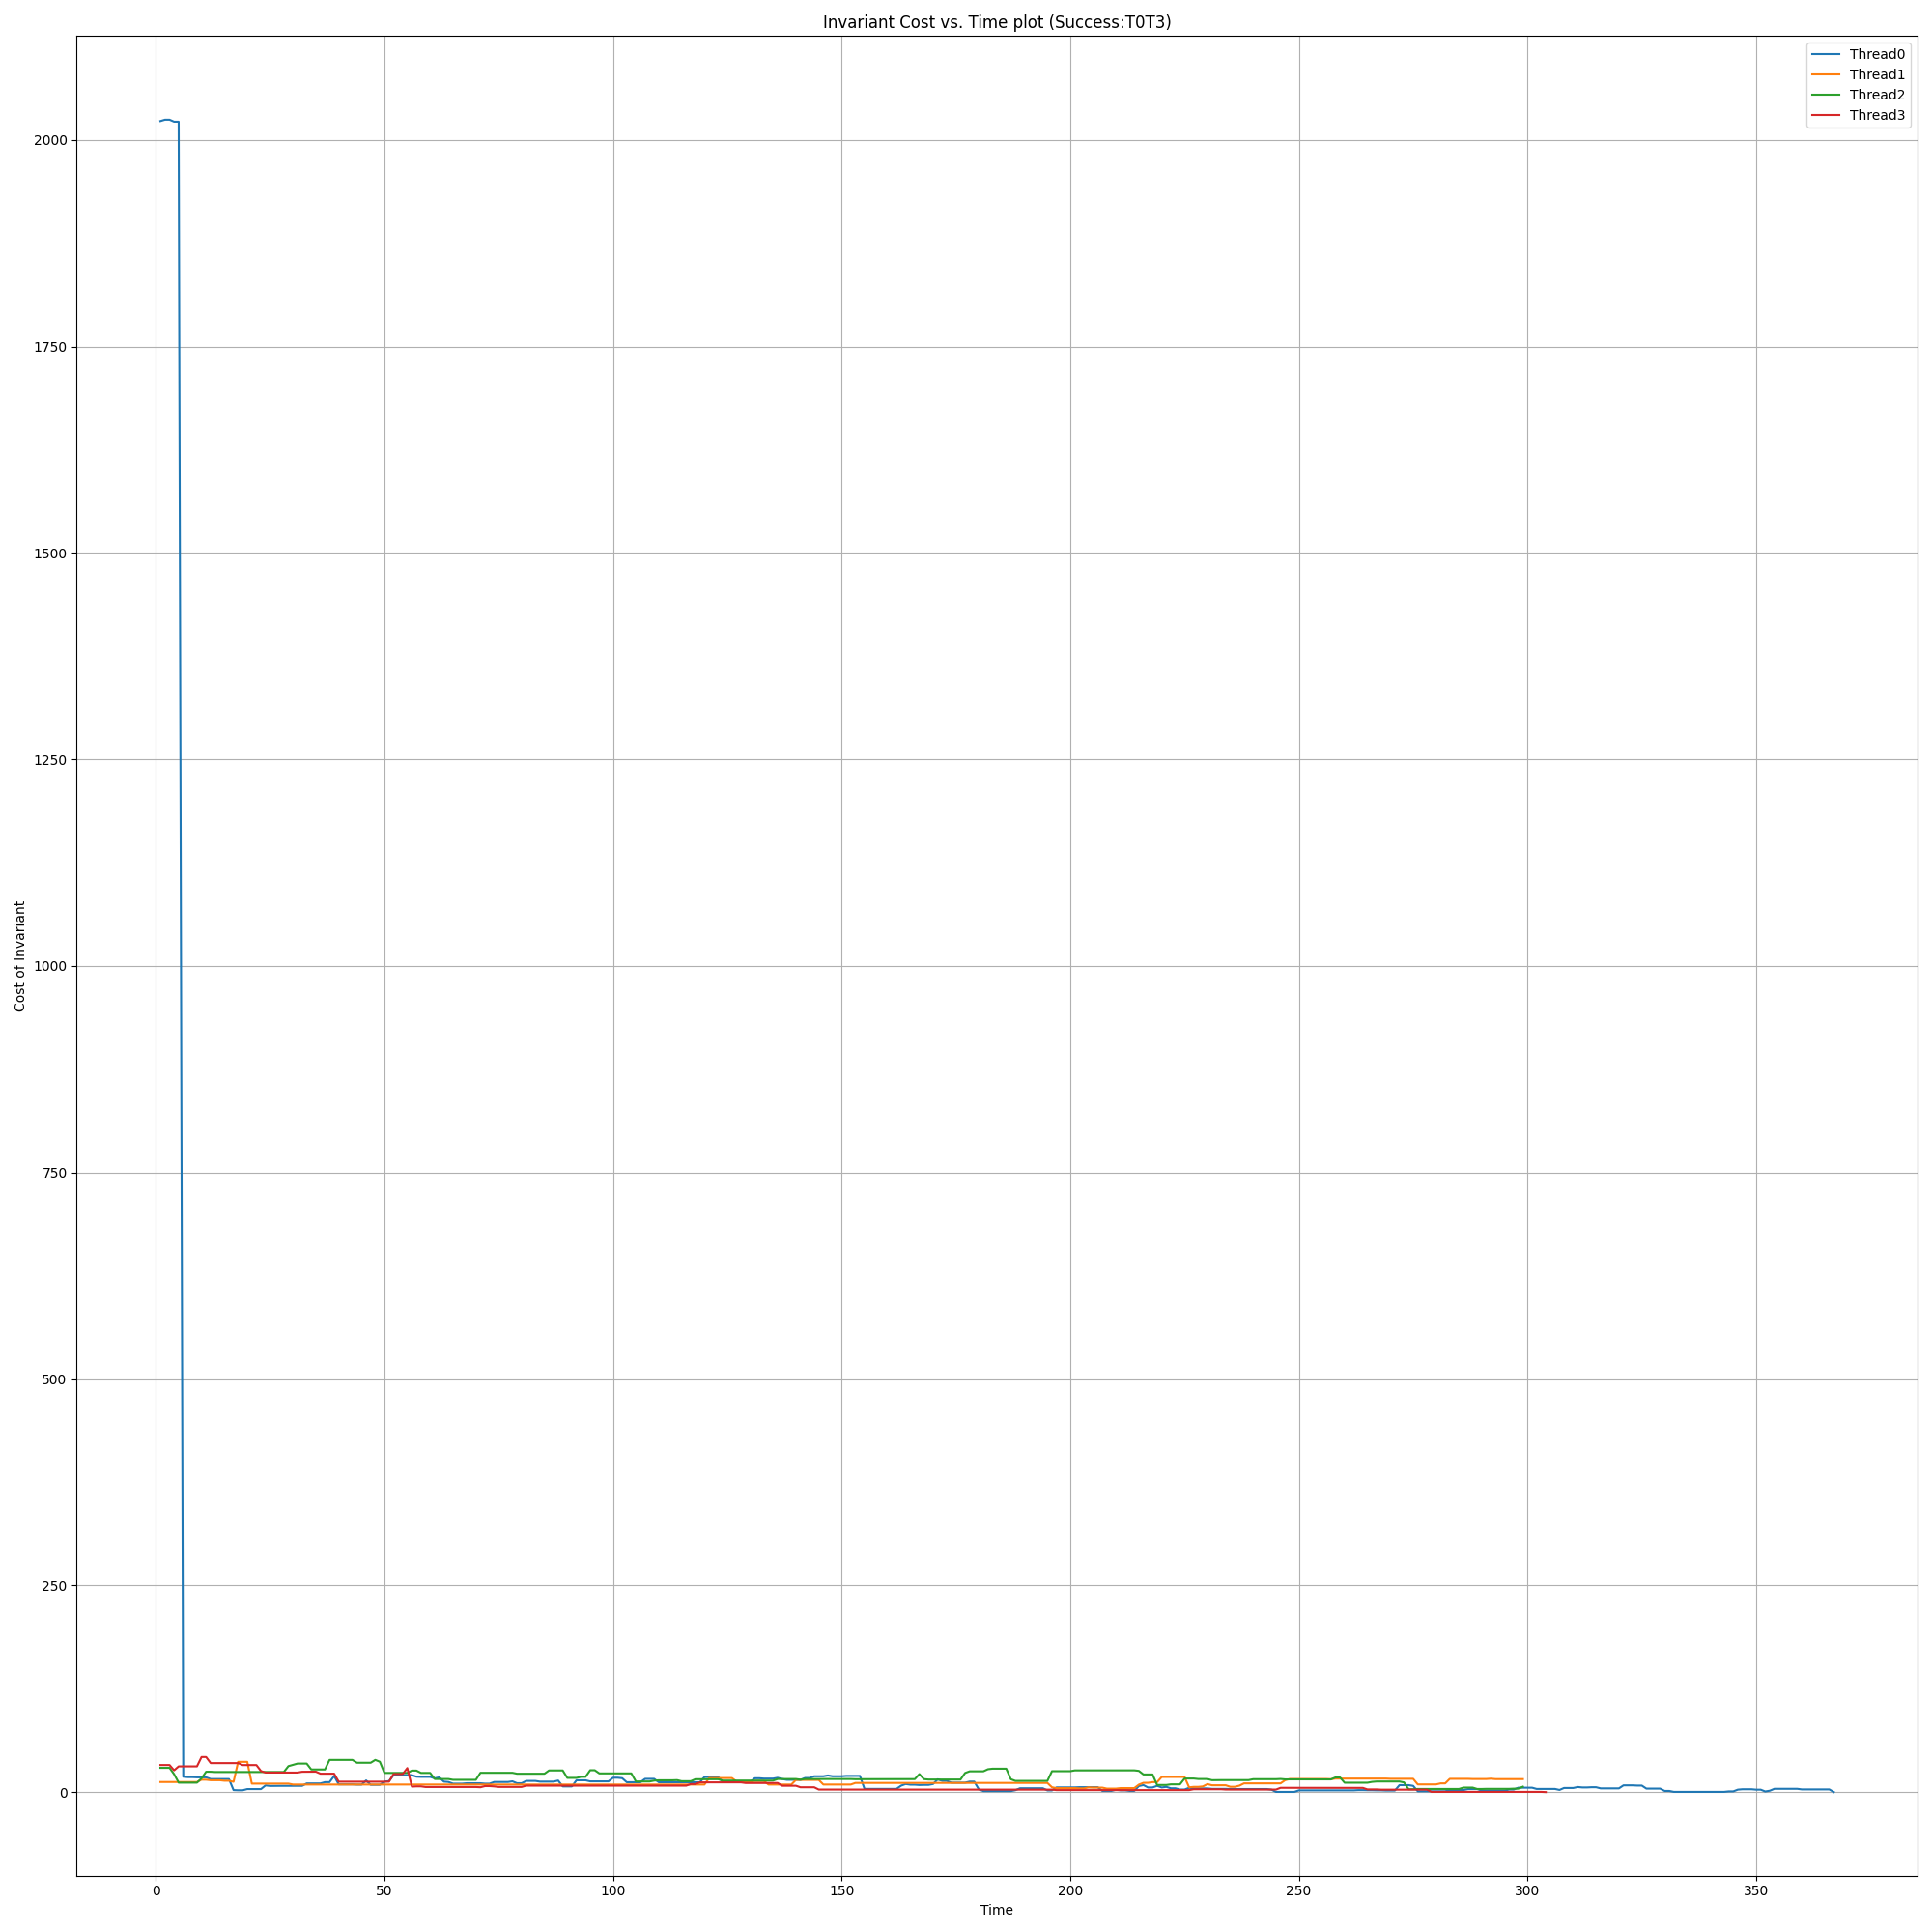 Invariant Cost vs. Time plot (Success:T0T3)
Thread0
Thread1
Thread2
Thread3
2000
1750
1500
1250
1000
750
500
250
0
Cost of Invariant
0 50 100 150 200 250 300 350
Time